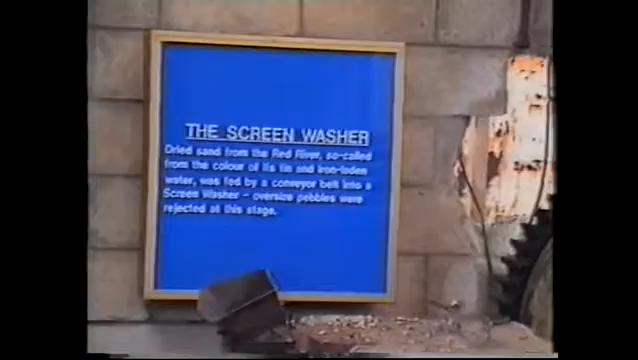 THE SCREEN WASHER
Dried sand from the Red River, so-called
from the colour of its tin and iron-laden
water, was fed by a conveyor belt into a
Screen Washer - oversize pebbles were
rejected at this stage.